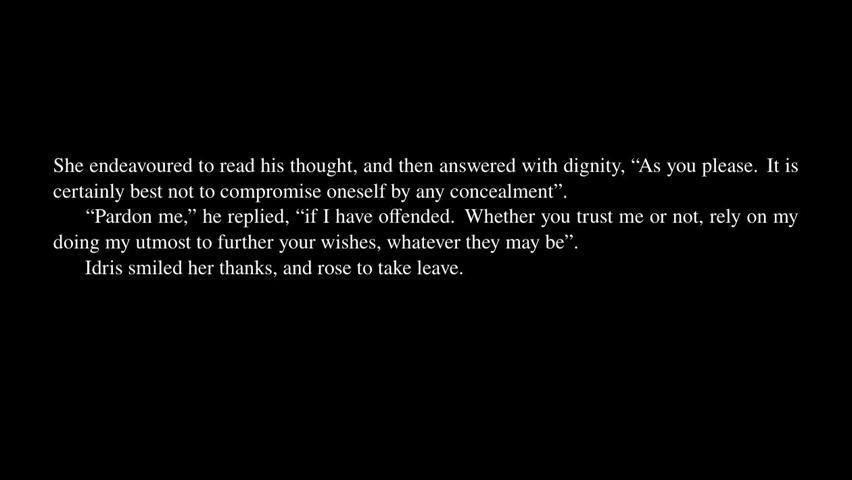 She endeavoured to read his thought, and then answered with dignity, “As you please. It is
certainly best not to compromise oneself by any concealment”.
“Pardon me,” he replied, “if I have offended. Whether you trust me or not, rely on my
doing my utmost to further your wishes, whatever they may be”.
Idris smiled her thanks, and rose to take leave.